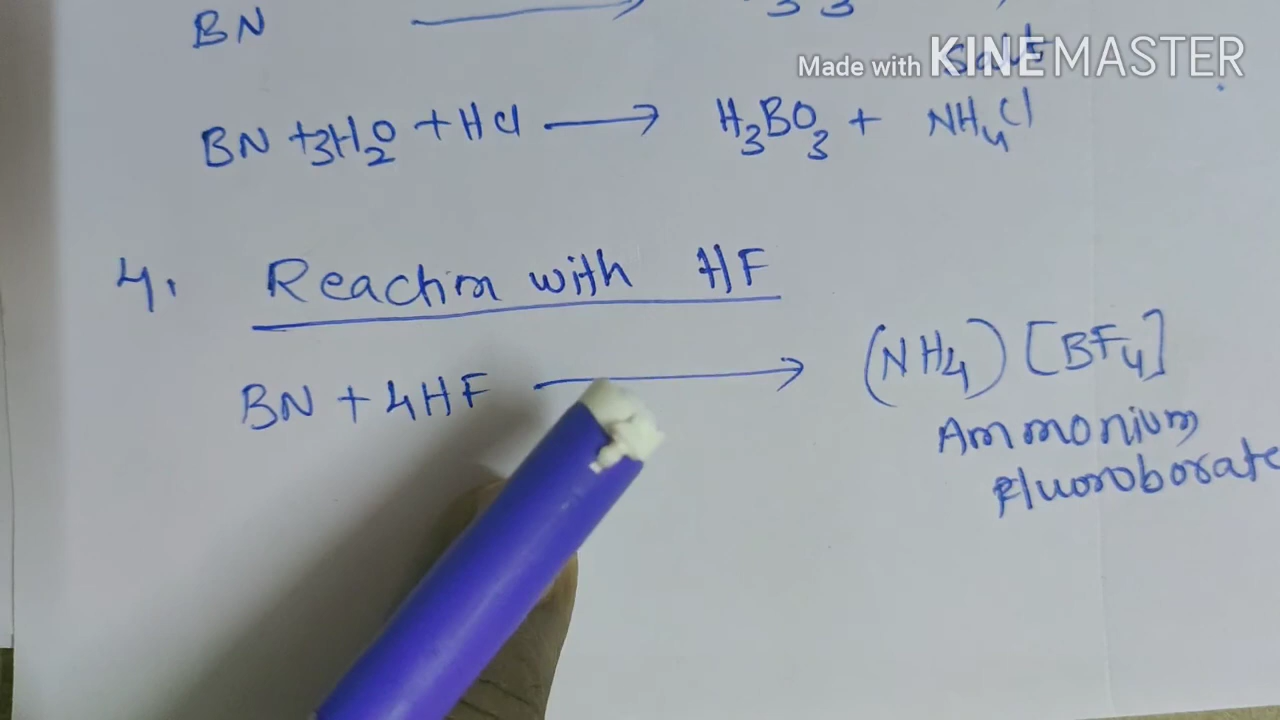 BN ⟶
Salt
Made with KINEMASTER
BN + 3H₂O + HCl ⟶ H₃BO₃ + NH₄Cl
4. Reaction with HF
BN + 4HF ⟶ (NH₄) [BF₄]
Ammonium
Fluoroborate